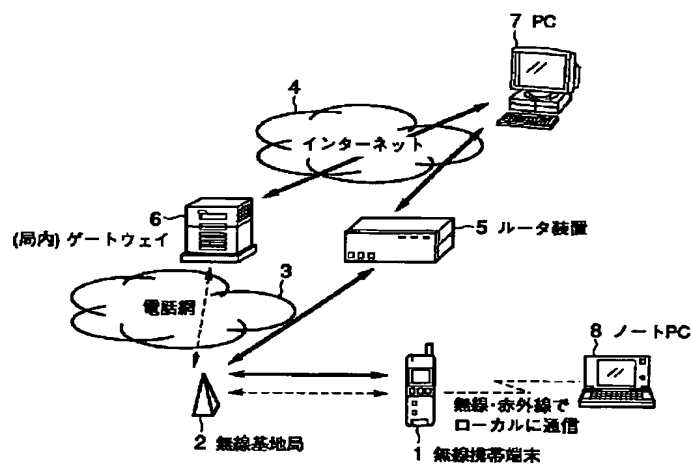 7 PC
4
インターネット
6
(局内) ゲートウェイ
5 ルータ装置
3
電話網
8 ノートPC
無線・赤外線で
ローカルに通信
2 無線基地局
1 無線携帯端末